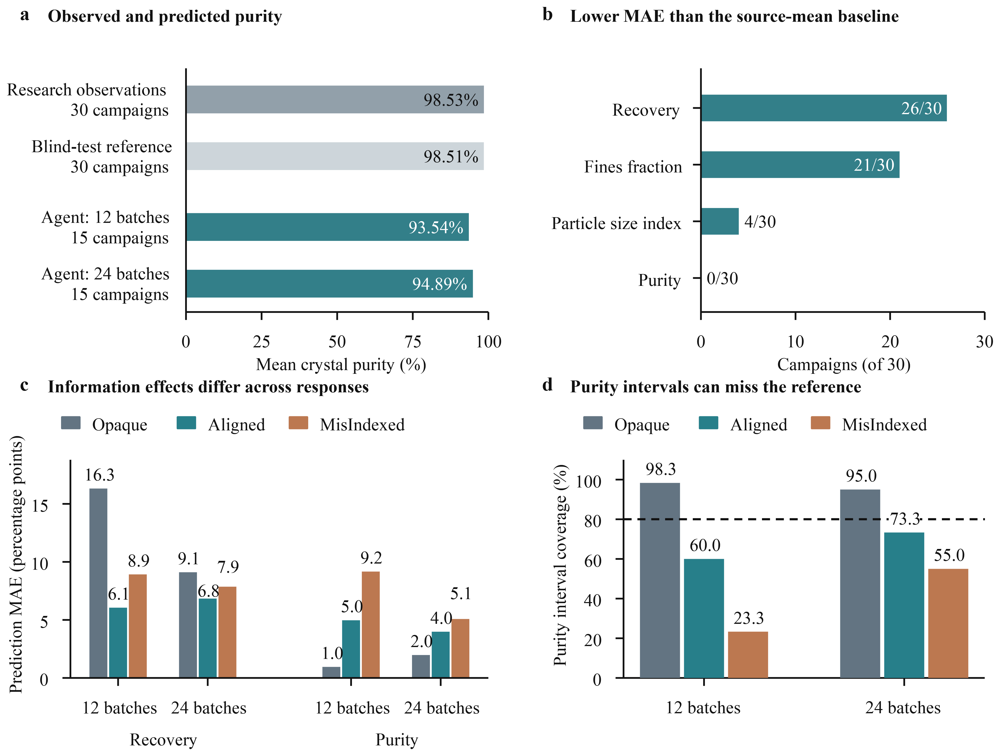 a Observed and predicted purity
Research observations
30 campaigns
98.53%
Blind-test reference
30 campaigns
98.51%
Agent: 12 batches
15 campaigns
93.54%
Agent: 24 batches
15 campaigns
94.89%
0 25 50 75 100
Mean crystal purity (%)
b Lower MAE than the source-mean baseline
Recovery 26/30
Fines fraction 21/30
Particle size index 4/30
Purity 0/30
0 10 20 30
Campaigns (of 30)
c Information effects differ across responses
Opaque Aligned MisIndexed
Prediction MAE (percentage points)
15
10
5
0
16.3 6.1 8.9 9.1 6.8 7.9 1.0 5.0 9.2 2.0 4.0 5.1
12 batches 24 batches 12 batches 24 batches
Recovery Purity
d Purity intervals can miss the reference
Opaque Aligned MisIndexed
Purity interval coverage (%)
100
80
60
40
20
0
98.3 60.0 23.3 95.0 73.3 55.0
12 batches 24 batches